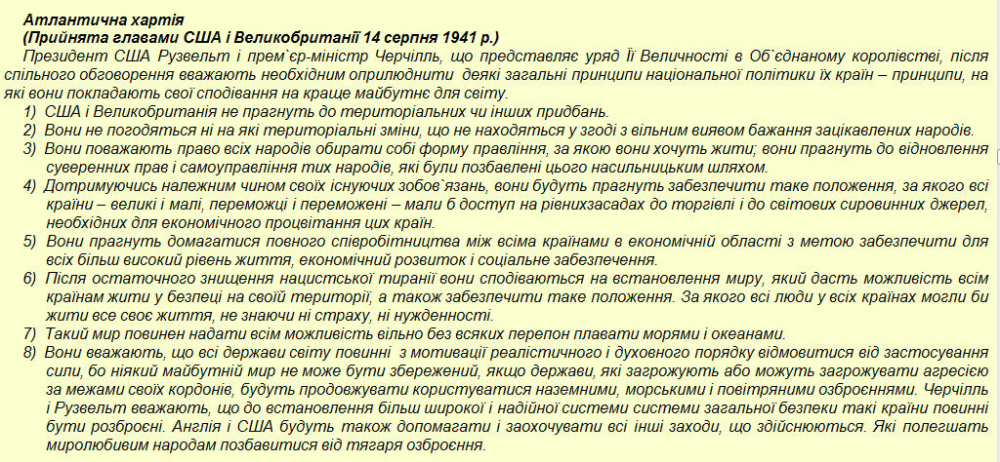 Атлантична хартія
(Прийнята главами США і Великобританії 14 серпня 1941 р.)
Президент США Рузвельт і прем`єр-міністр Черчілль, що представляє уряд Її Величності в Об`єднаному королівстві, після
спільного обговорення вважають необхідним оприлюднити деякі загальні принципи національної політики їх країн – принципи, на
які вони покладають свої сподівання на краще майбутнє для світу.
1) США і Великобританія не прагнуть до територіальних чи інших придбань.
2) Вони не погодяться ні на які територіальні зміни, що не находяться у згоді з вільним виявом бажання зацікавлених народів.
3) Вони поважають право всіх народів обирати собі форму правління, за якою вони хочуть жити; вони прагнуть до відновлення
суверенних прав і самоуправління тих народів, які були позбавлені цього насильницьким шляхом.
4) Дотримуючись належним чином своїх існуючих зобов`язань, вони будуть прагнуть забезпечити таке положення, за якого всі
країни – великі і малі, переможці і переможені – мали б доступ на рівнихзасадах до торгівлі і до світових сировинних джерел,
необхідних для економічного процвітання цих країн.
5) Вони прагнуть домагатися повного співробітництва між всіма країнами в економічній області з метою забезпечити для
всіх більш високий рівень життя, економічний розвиток і соціальне забезпечення.
6) Після остаточного знищення нацистської тиранії вони сподіваються на встановлення миру, який дасть можливість всім
країнам жити у безпеці на своїй території, а також забезпечити таке положення. За якого всі люди у всіх країнах могли би
жити все своє життя, не знаючи ні страху, ні нужденності.
7) Такий мир повинен надати всім можливість вільно без всяких перепон плавати морями і океанами.
8) Вони вважають, що всі держави світу повинні з мотивації реалістичного і духовного порядку відмовитися від застосування
сили, бо ніякий майбутній мир не може бути збережений, якщо держави, які загрожують або можуть загрожувати агресією
за межами своїх кордонів, будуть продовжувати користуватися наземними, морськими і повітряними озброєннями. Черчілль
і Рузвельт вважають, що до встановлення більш широкої і надійної системи системи загальної безпеки такі країни повинні
бути розброєні. Англія і США будуть також допомагати і заохочувати всі інші заходи, що здійснюються. Які полегшать
миролюбивим народам позбавитися від тягаря озброєння.